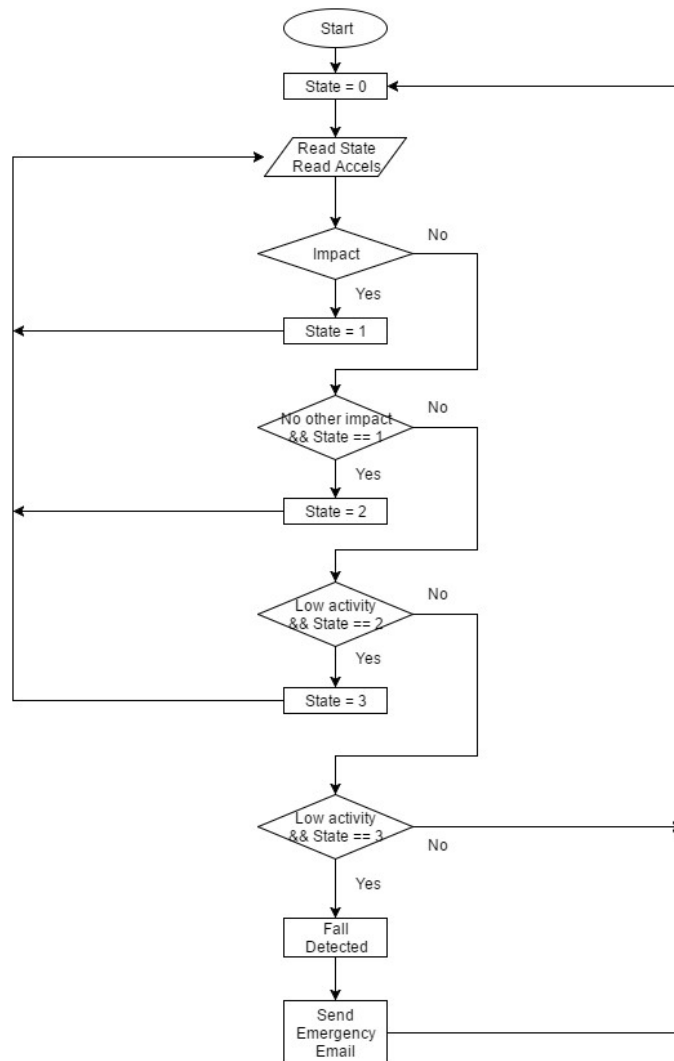 Start
State = 0
Read State
Read Accels
Impact
No
Yes
State = 1
No other impact
&& State == 1
No
Yes
State = 2
Low activity
&& State == 2
No
Yes
State = 3
Low activity
&& State == 3
No
Yes
Fall
Detected
Send
Emergency
Email